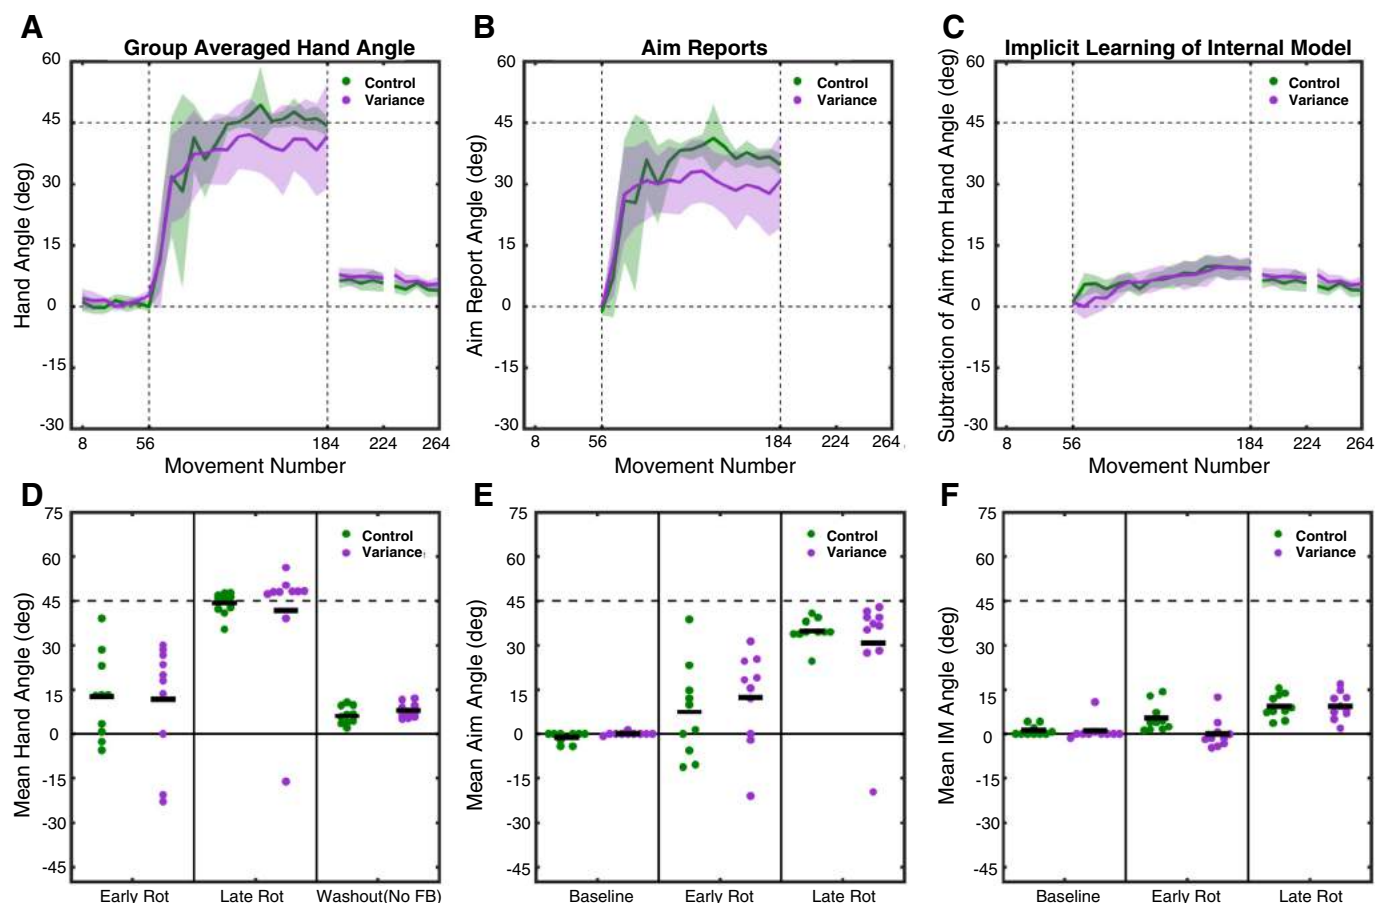 A
Group Averaged Hand Angle
60
45
30
15
0
-15
-30
Hand Angle (deg)
Control
Variance
8
56
184
224
264
Movement Number
B
Aim Reports
60
45
30
15
0
-15
-30
Aim Report Angle (deg)
Control
Variance
8
56
184
224
264
Movement Number
C
Implicit Learning of Internal Model
60
45
30
15
0
-15
-30
Subtraction of Aim from Hand Angle (deg)
Control
Variance
8
56
184
224
264
Movement Number
D
75
60
45
30
15
0
-15
-30
-45
Mean Hand Angle (deg)
Control
Variance
Early Rot
Late Rot
Washout(No FB)
E
75
60
45
30
15
0
-15
-30
-45
Mean Aim Angle (deg)
Control
Variance
Baseline
Early Rot
Late Rot
F
75
60
45
30
15
0
-15
-30
-45
Mean IM Angle (deg)
Control
Variance
Baseline
Early Rot
Late Rot